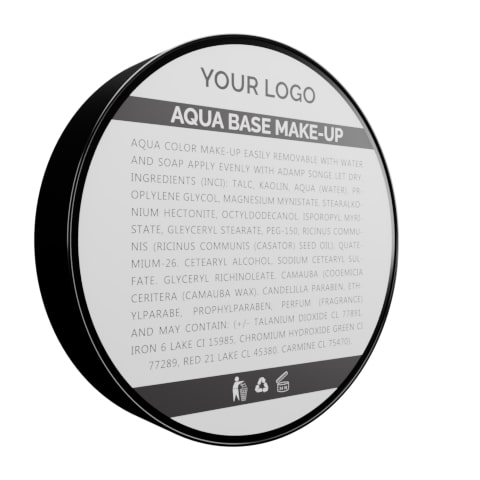 YOUR LOGO
AQUA BASE MAKE-UP
AQUA COLOR MAKE-UP EASILY REMOVABLE WITH WATER
AND SOAP APPLY EVENLY WITH ADAMP SONGE LET DRY.
INGREDIENTS (INCI): TALC, KAOLIN, AQUA (WATER) PR-
OPLYLENE GLYCOL, MAGNESIUM MYNISTATE, STEARALKO-
NIUM HECTONITE, OCTYLDODECANOL, ISPOROPYL MYRI-
STATE, GLEYCERYL STEARATE, PEG-150, RICINUS COMMU-
NIS (RICINUS COMMUNIS (CASATOR) SEED OIL). QUATE-
MIUM-26. CETEARYL ALCOHOL, SODIUM CETEARYL SUL-
FATE. GLYCERYL RICHINOLEATE. CAMAUBA (COOEMICIA
CERITERA (CAMAUBA WAX). CANDELILLA PARABEN, ETH-
YLPARABE. PROPHYLPARABEN, PERFUM (FRAGRANCE)
AND MAY CONTAIN: (+/- TALANIUM DIOXIDE CL 77891,
IRON 6 LAKE CI 15985, CHROMIUM HYDROXIDE GREEN CI
77289, RED 21 LAKE CL 45380, CARMINE CL 75470).